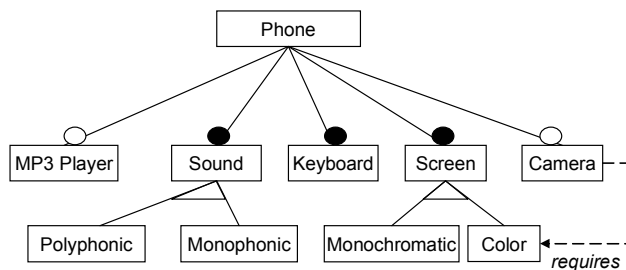 Phone
MP3 Player Sound Keyboard Screen Camera
Polyphonic Monophonic Monochromatic Color
requires